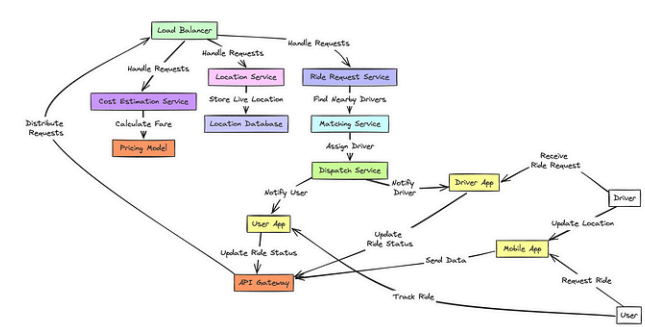 Load Balancer
Handle Requests
Handle Requests
Handle Requests
Location Service
Ride Request Service
Cost Estimation Service
Store Live Location
Find Nearby Drivers
Distribute
Requests
Calculate Fare
Location Database
Matching Service
Pricing Model
Assign Driver
Receive
Ride Request
Dispatch Service
Driver App
Notify User
Notify
Driver
Driver
User App
Update Location
Update
Ride Status
Mobile App
Update Ride Status
Send Data
API Gateway
Request Ride
Track Ride
User